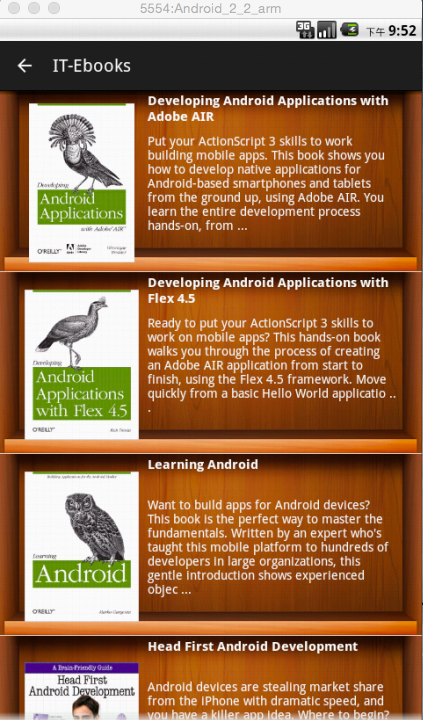 5554:Android_2_2_arm
3G
下午 9:52
IT-Ebooks
Developing Android Applications with
Adobe AIR
Put your ActionScript 3 skills to work
building mobile apps. This book shows you
how to develop native applications for
Android-based smartphones and tablets
from the ground up, using Adobe AIR. You
learn the entire development process
hands-on, from ...
Developing
Android
Applications
with Adobe AIR
O'REILLY
Developing Android Applications with
Flex 4.5
Ready to put your ActionScript 3 skills to
work on mobile apps? This hands-on book
walks you through the process of creating
an Adobe AIR application from start to
finish, using the Flex 4.5 framework. Move
quickly from a basic Hello World applicatio ..
.
Developing
Android
Applications
with Flex 4.5
O'REILLY
Learning Android
Want to build apps for Android devices?
This book is the perfect way to master the
fundamentals. Written by an expert who's
taught this mobile platform to hundreds of
developers in large organizations, this
gentle introduction shows experienced
objec ...
Learning
Android
O'REILLY
Head First Android Development
Android devices are stealing market share
from the iPhone with dramatic speed, and
you have a killer app idea. Where to begin?
A Brain-Friendly Guide
Head First
Android Development